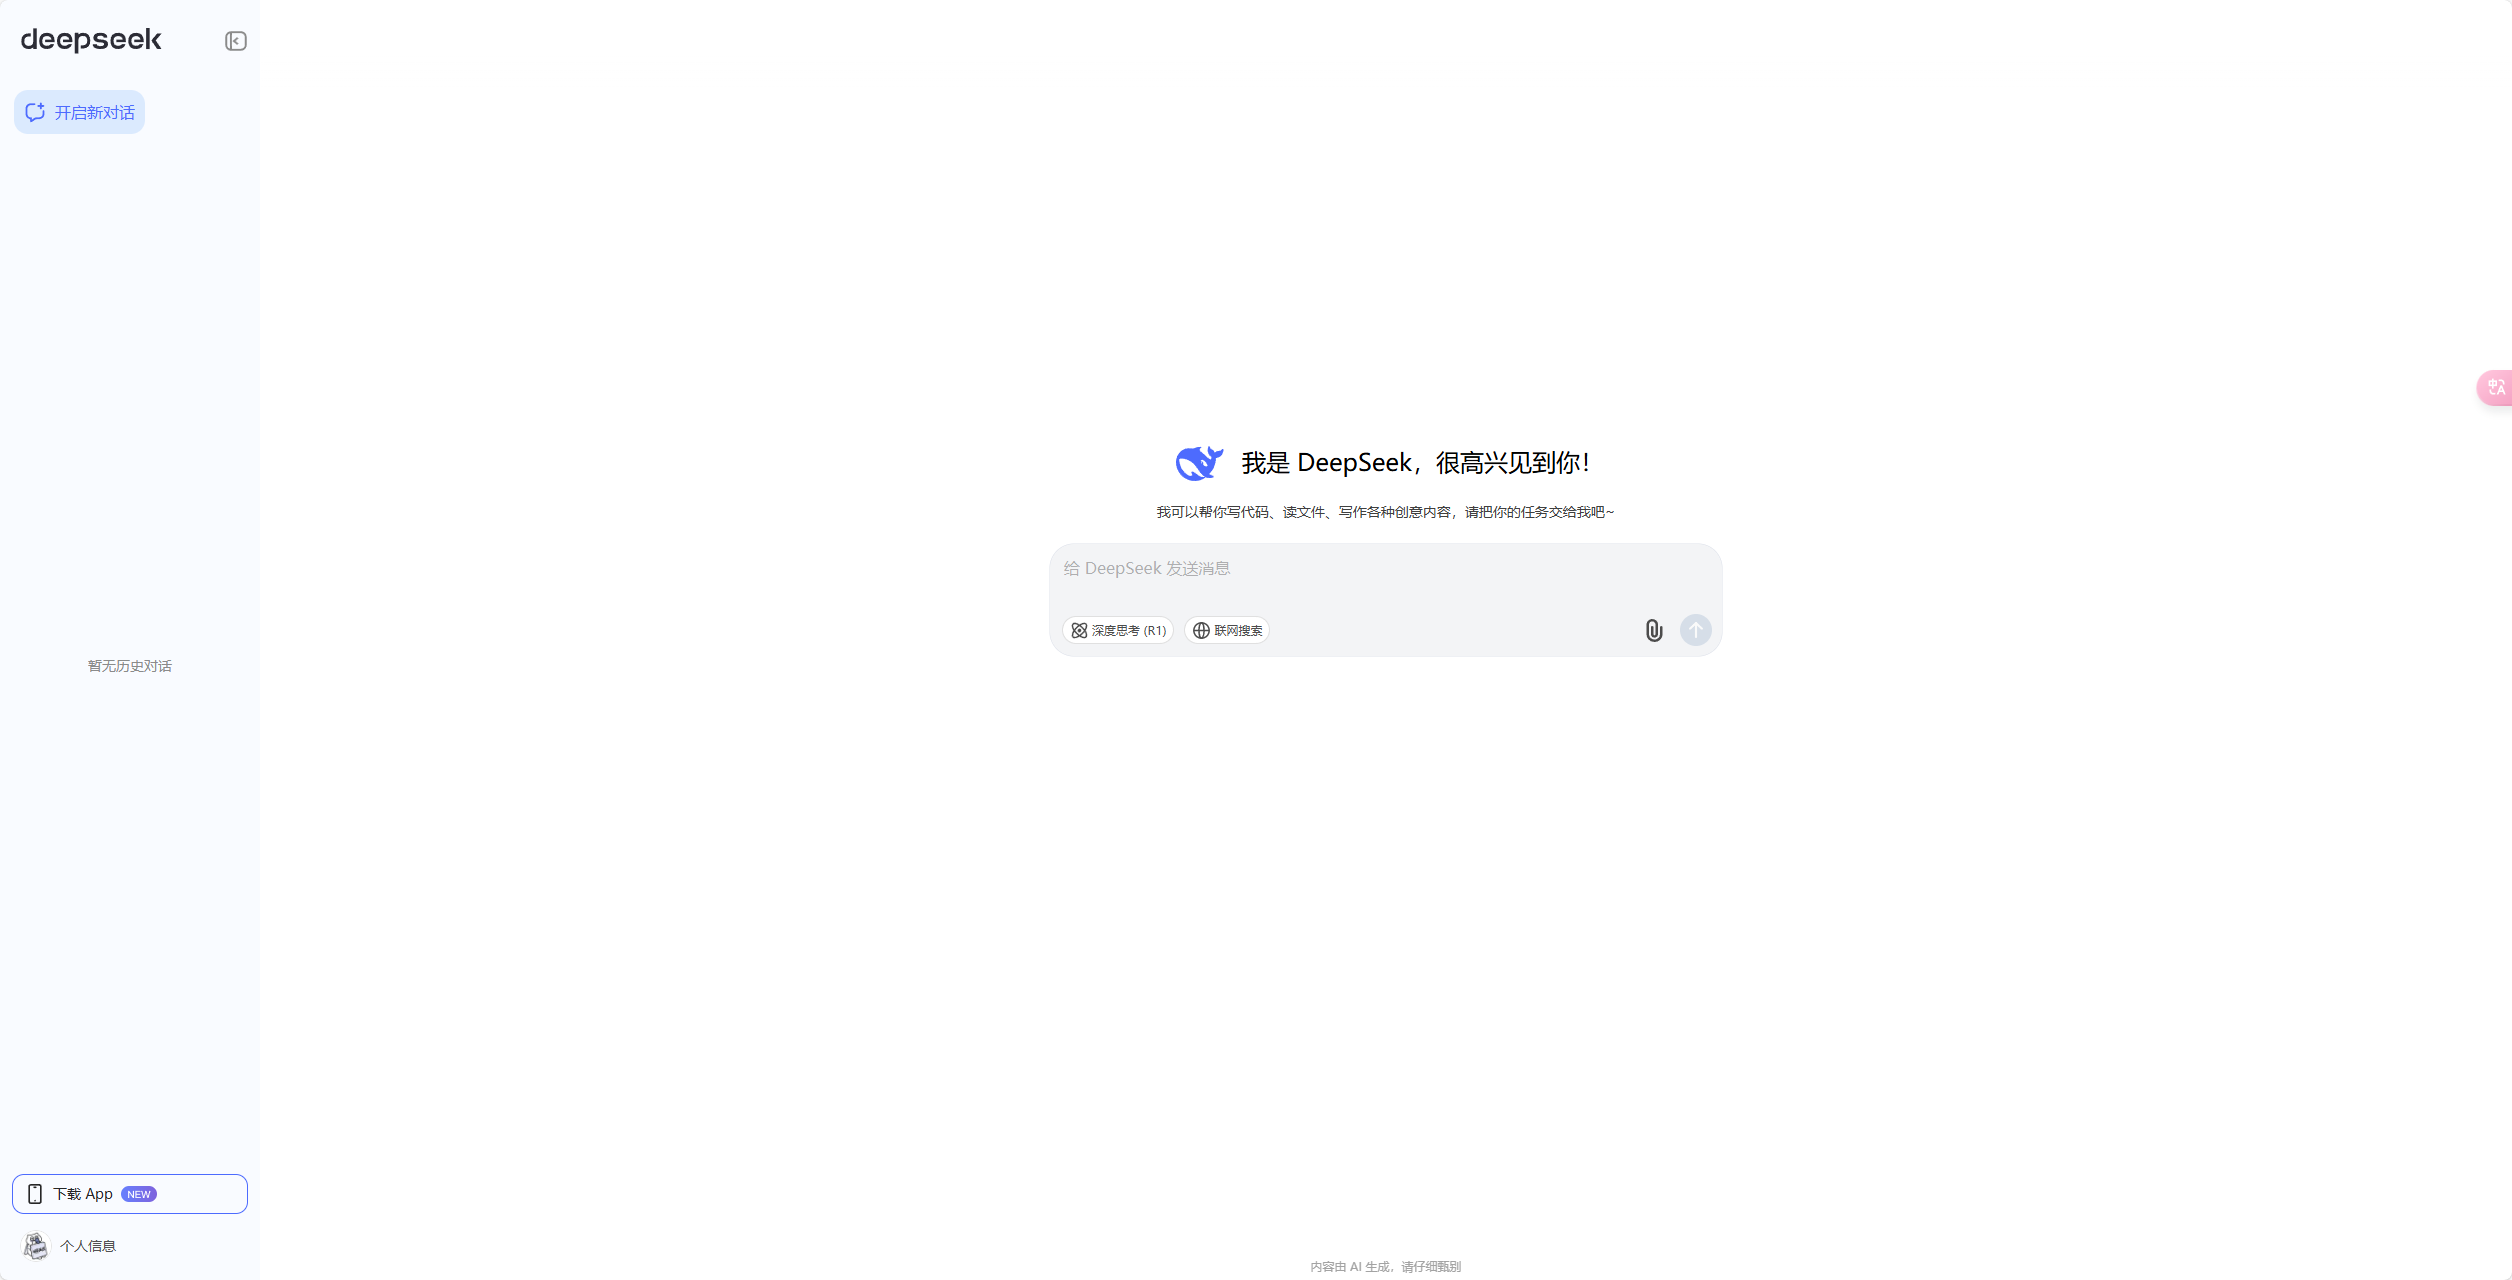 deepseek
开启新对话
暂无历史对话
下载 App NEW
个人信息
我是 DeepSeek，很高兴见到你！
我可以帮你写代码、读文件、写作各种创意内容，请把你的任务交给我吧~
给 DeepSeek 发送消息
深度思考 (R1) 联网搜索
内容由 AI 生成，请仔细甄别